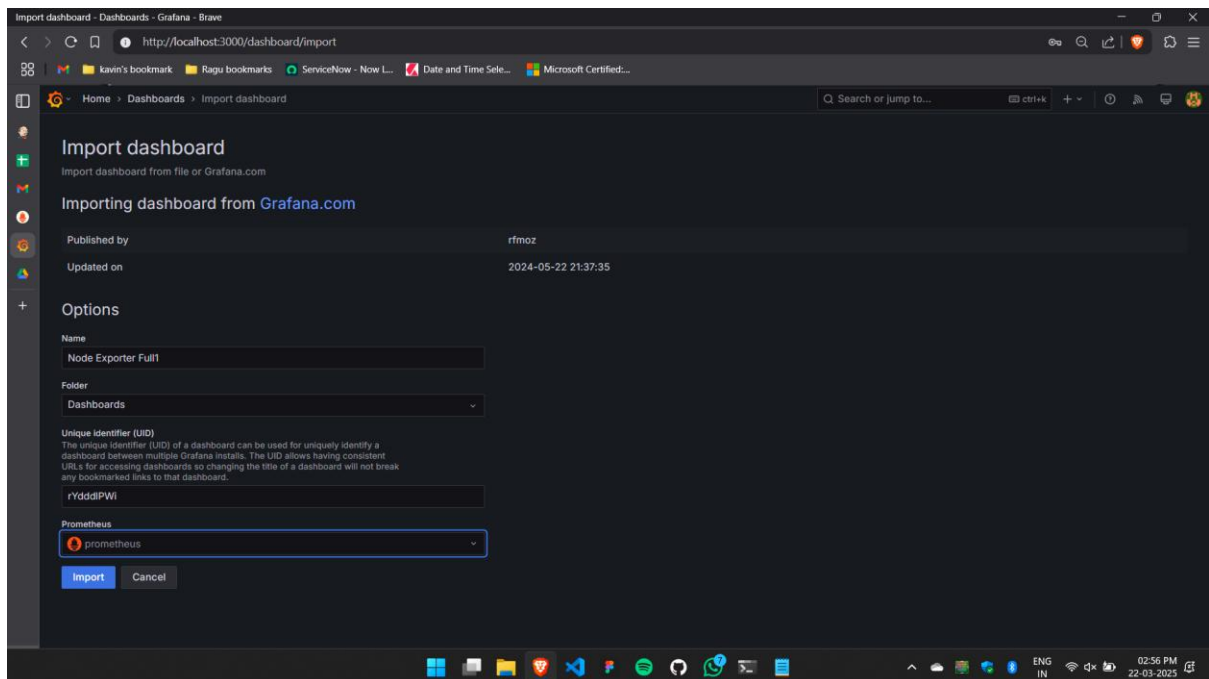 Import dashboard - Dashboards - Grafana - Brave
http://localhost:3000/dashboard/import
kavin's bookmark Ragu bookmarks ServiceNow - Now L... Date and Time Sele... Microsoft Certified:...
Home › Dashboards › Import dashboard Search or jump to... ctrl+k
Import dashboard
Import dashboard from file or Grafana.com
Importing dashboard from Grafana.com
Published by rfmoz
Updated on 2024-05-22 21:37:35
Options
Name
Node Exporter Full1
Folder
Dashboards
Unique identifier (UID)
The unique identifier (UID) of a dashboard can be used for uniquely identify a
dashboard between multiple Grafana installs. The UID allows having consistent
URLs for accessing dashboards so changing the title of a dashboard will not break
any bookmarked links to that dashboard.
rYdddlPWi
Prometheus
prometheus
Import Cancel
7
ENG 02:56 PM
IN 22-03-2025